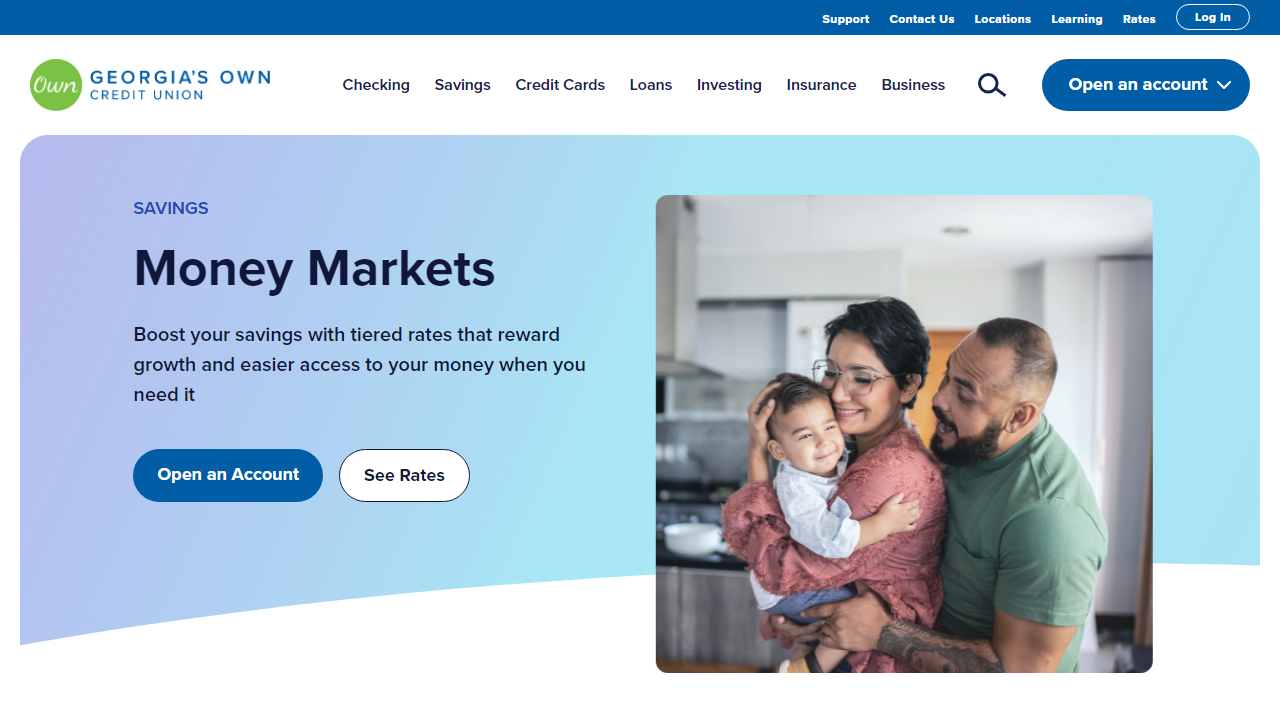 Support Contact Us Locations Learning Rates Log In
Own GEORGIA'S OWN
CREDIT UNION
Checking Savings Credit Cards Loans Investing Insurance Business Open an account
SAVINGS
Money Markets
Boost your savings with tiered rates that reward
growth and easier access to your money when you
need it
Open an Account See Rates